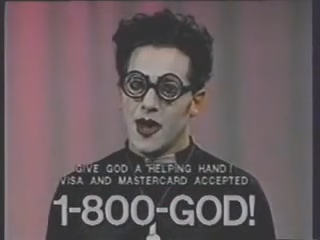 GIVE GOD A HELPING HAND!
VISA AND MASTERCARD ACCEPTED
1-800-GOD!